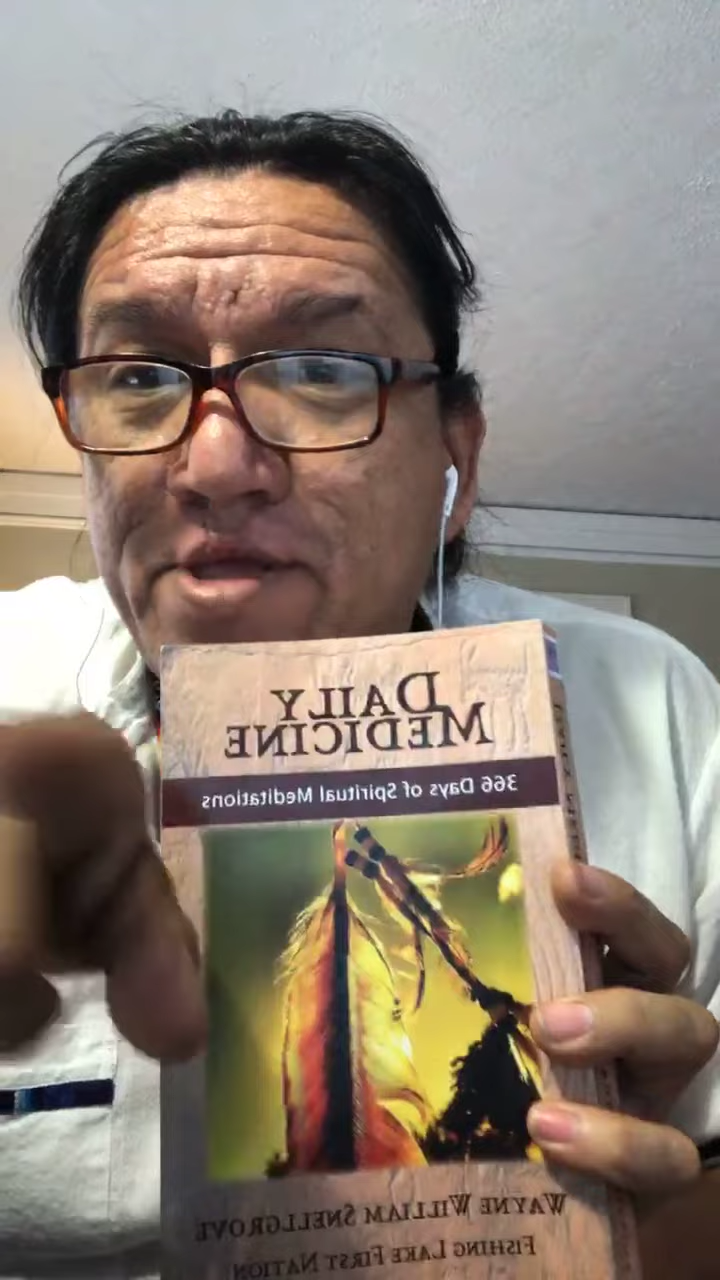 DAILY
MEDICINE
366 Days of Spiritual Meditations
WAYNE WILLIAM SNELLGROVE
FISHING LAKE FIRST NATION